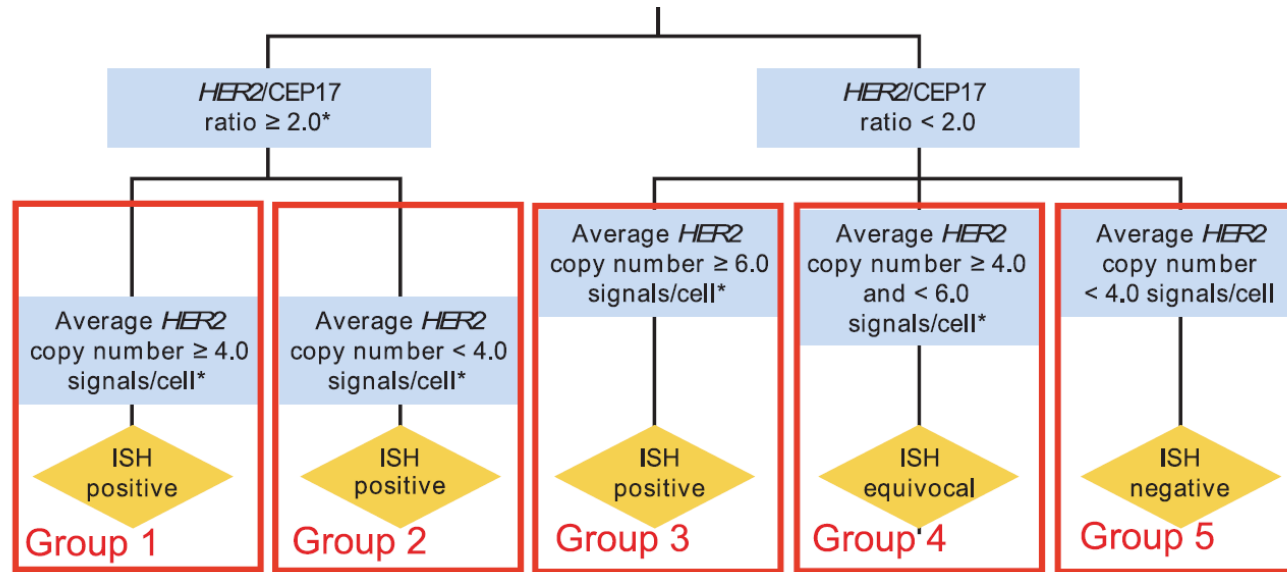 HER2/CEP17
ratio ≥ 2.0*
HER2/CEP17
ratio < 2.0
Average HER2
copy number ≥ 4.0
signals/cell*
Average HER2
copy number < 4.0
signals/cell*
Average HER2
copy number ≥ 6.0
signals/cell*
Average HER2
copy number ≥ 4.0
and < 6.0
signals/cell*
Average HER2
copy number
< 4.0 signals/cell
ISH
positive
ISH
positive
ISH
positive
ISH
equivocal
ISH
negative
Group 1
Group 2
Group 3
Group 4
Group 5